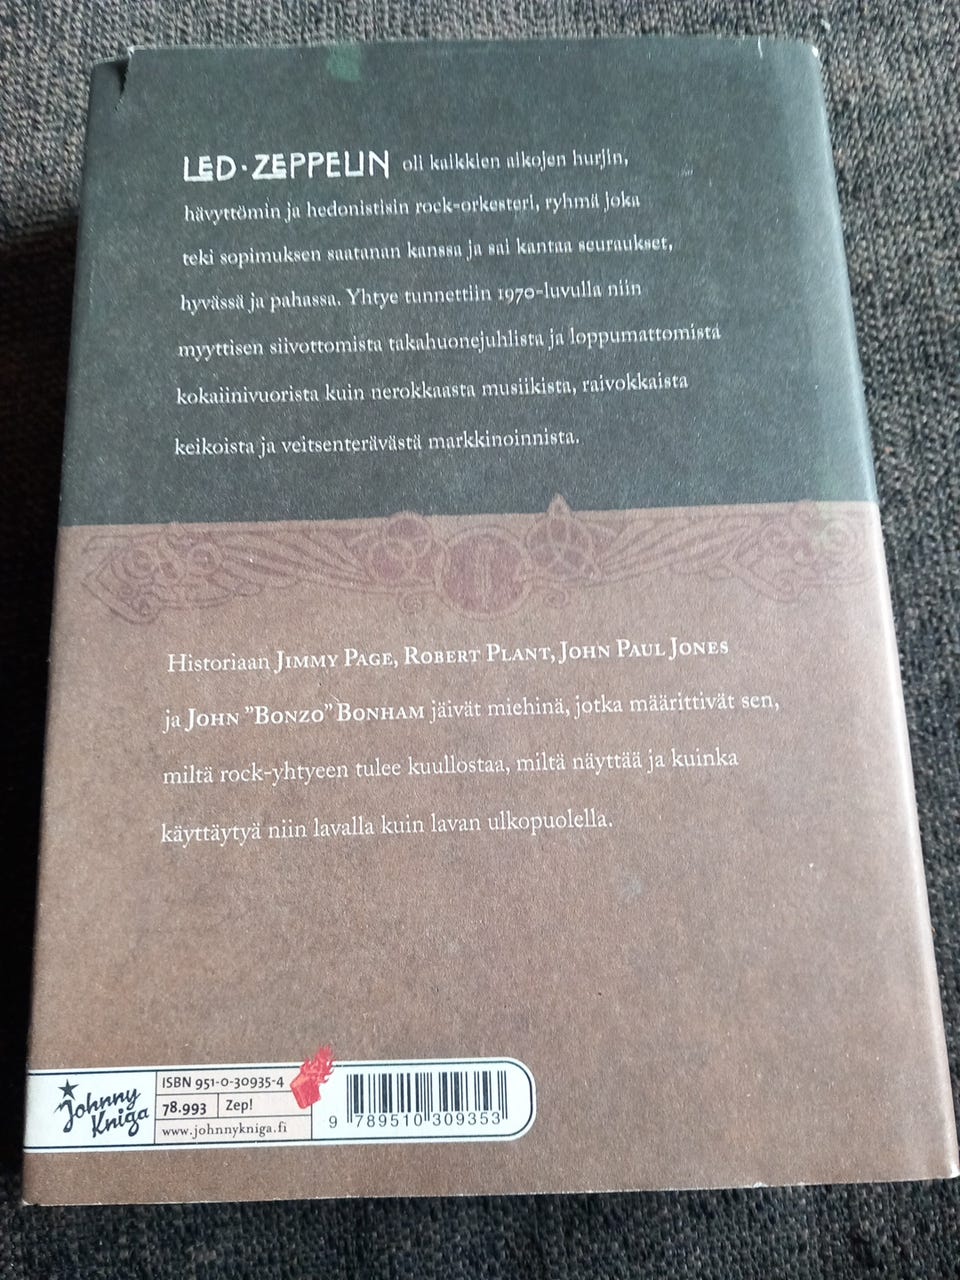 LED·ZEPPELIN oli kaikkien aikojen hurjin,
hävyttömin ja hedonistisin rock-orkesteri, ryhmä joka
teki sopimuksen saatanan kanssa ja sai kantaa seuraukset,
hyvässä ja pahassa. Yhtye tunnettiin 1970-luvulla niin
myyttisen siivottomista takahuonejuhlista ja loppumattomista
kokaiinivuorista kuin nerokkaasta musiikista, raivokkaista
keikoista ja veitsenterävästä markkinoinnista.
Historiaan JIMMY PAGE, ROBERT PLANT, JOHN PAUL JONES
ja JOHN ”BONZO” BONHAM jäivät miehinä, jotka määrittivät sen,
miltä rock-yhtyeen tulee kuullostaa, miltä näyttää ja kuinka
käyttäytyä niin lavalla kuin lavan ulkopuolella.
Johnny
Kniga
ISBN 951-0-30935-4
78.993 Zep!
www.johnnykniga.fi
9 789510 309353